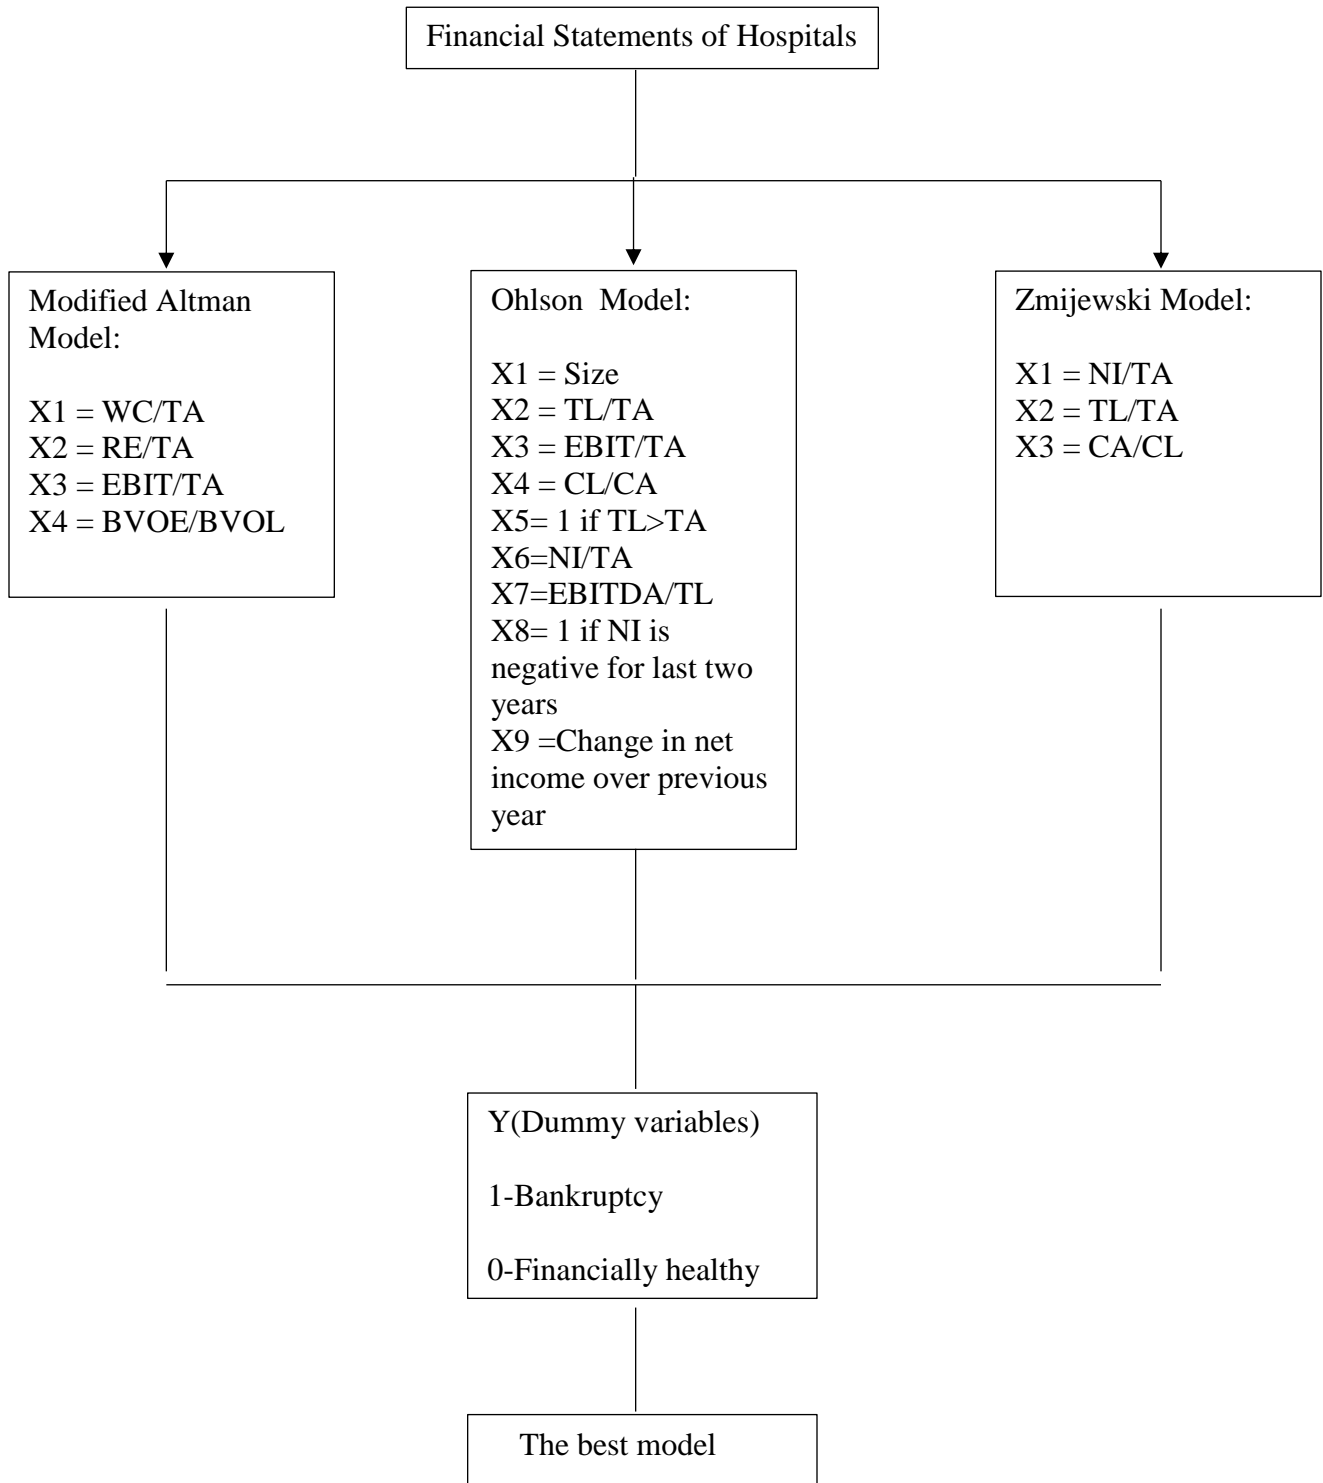 Financial Statements of Hospitals
Modified Altman
Model:
X1 = WC/TA
X2 = RE/TA
X3 = EBIT/TA
X4 = BVOE/BVOL
Ohlson  Model:
X1 = Size
X2 = TL/TA
X3 = EBIT/TA
X4 = CL/CA
X5= 1 if TL>TA
X6=NI/TA
X7=EBITDA/TL
X8= 1 if NI is
negative for last two
years
X9 =Change in net
income over previous
year
Zmijewski Model:
X1 = NI/TA
X2 = TL/TA
X3 = CA/CL
Y(Dummy variables)
1-Bankruptcy
0-Financially healthy
The best model